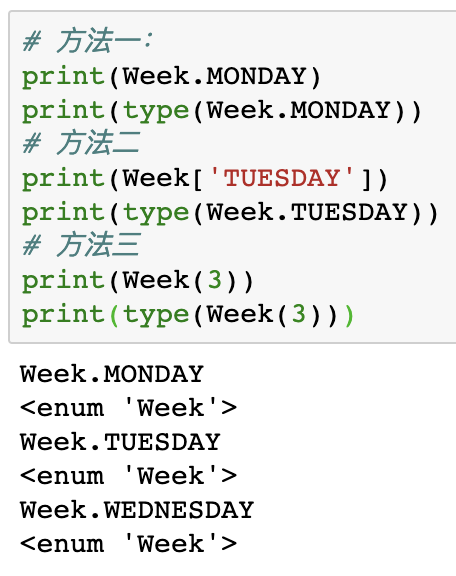 # 方法一：
print(Week.MONDAY)
print(type(Week.MONDAY))
# 方法二
print(Week['TUESDAY'])
print(type(Week.TUESDAY))
# 方法三
print(Week(3))
print(type(Week(3)))
Week.MONDAY
<enum 'Week'>
Week.TUESDAY
<enum 'Week'>
Week.WEDNESDAY
<enum 'Week'>